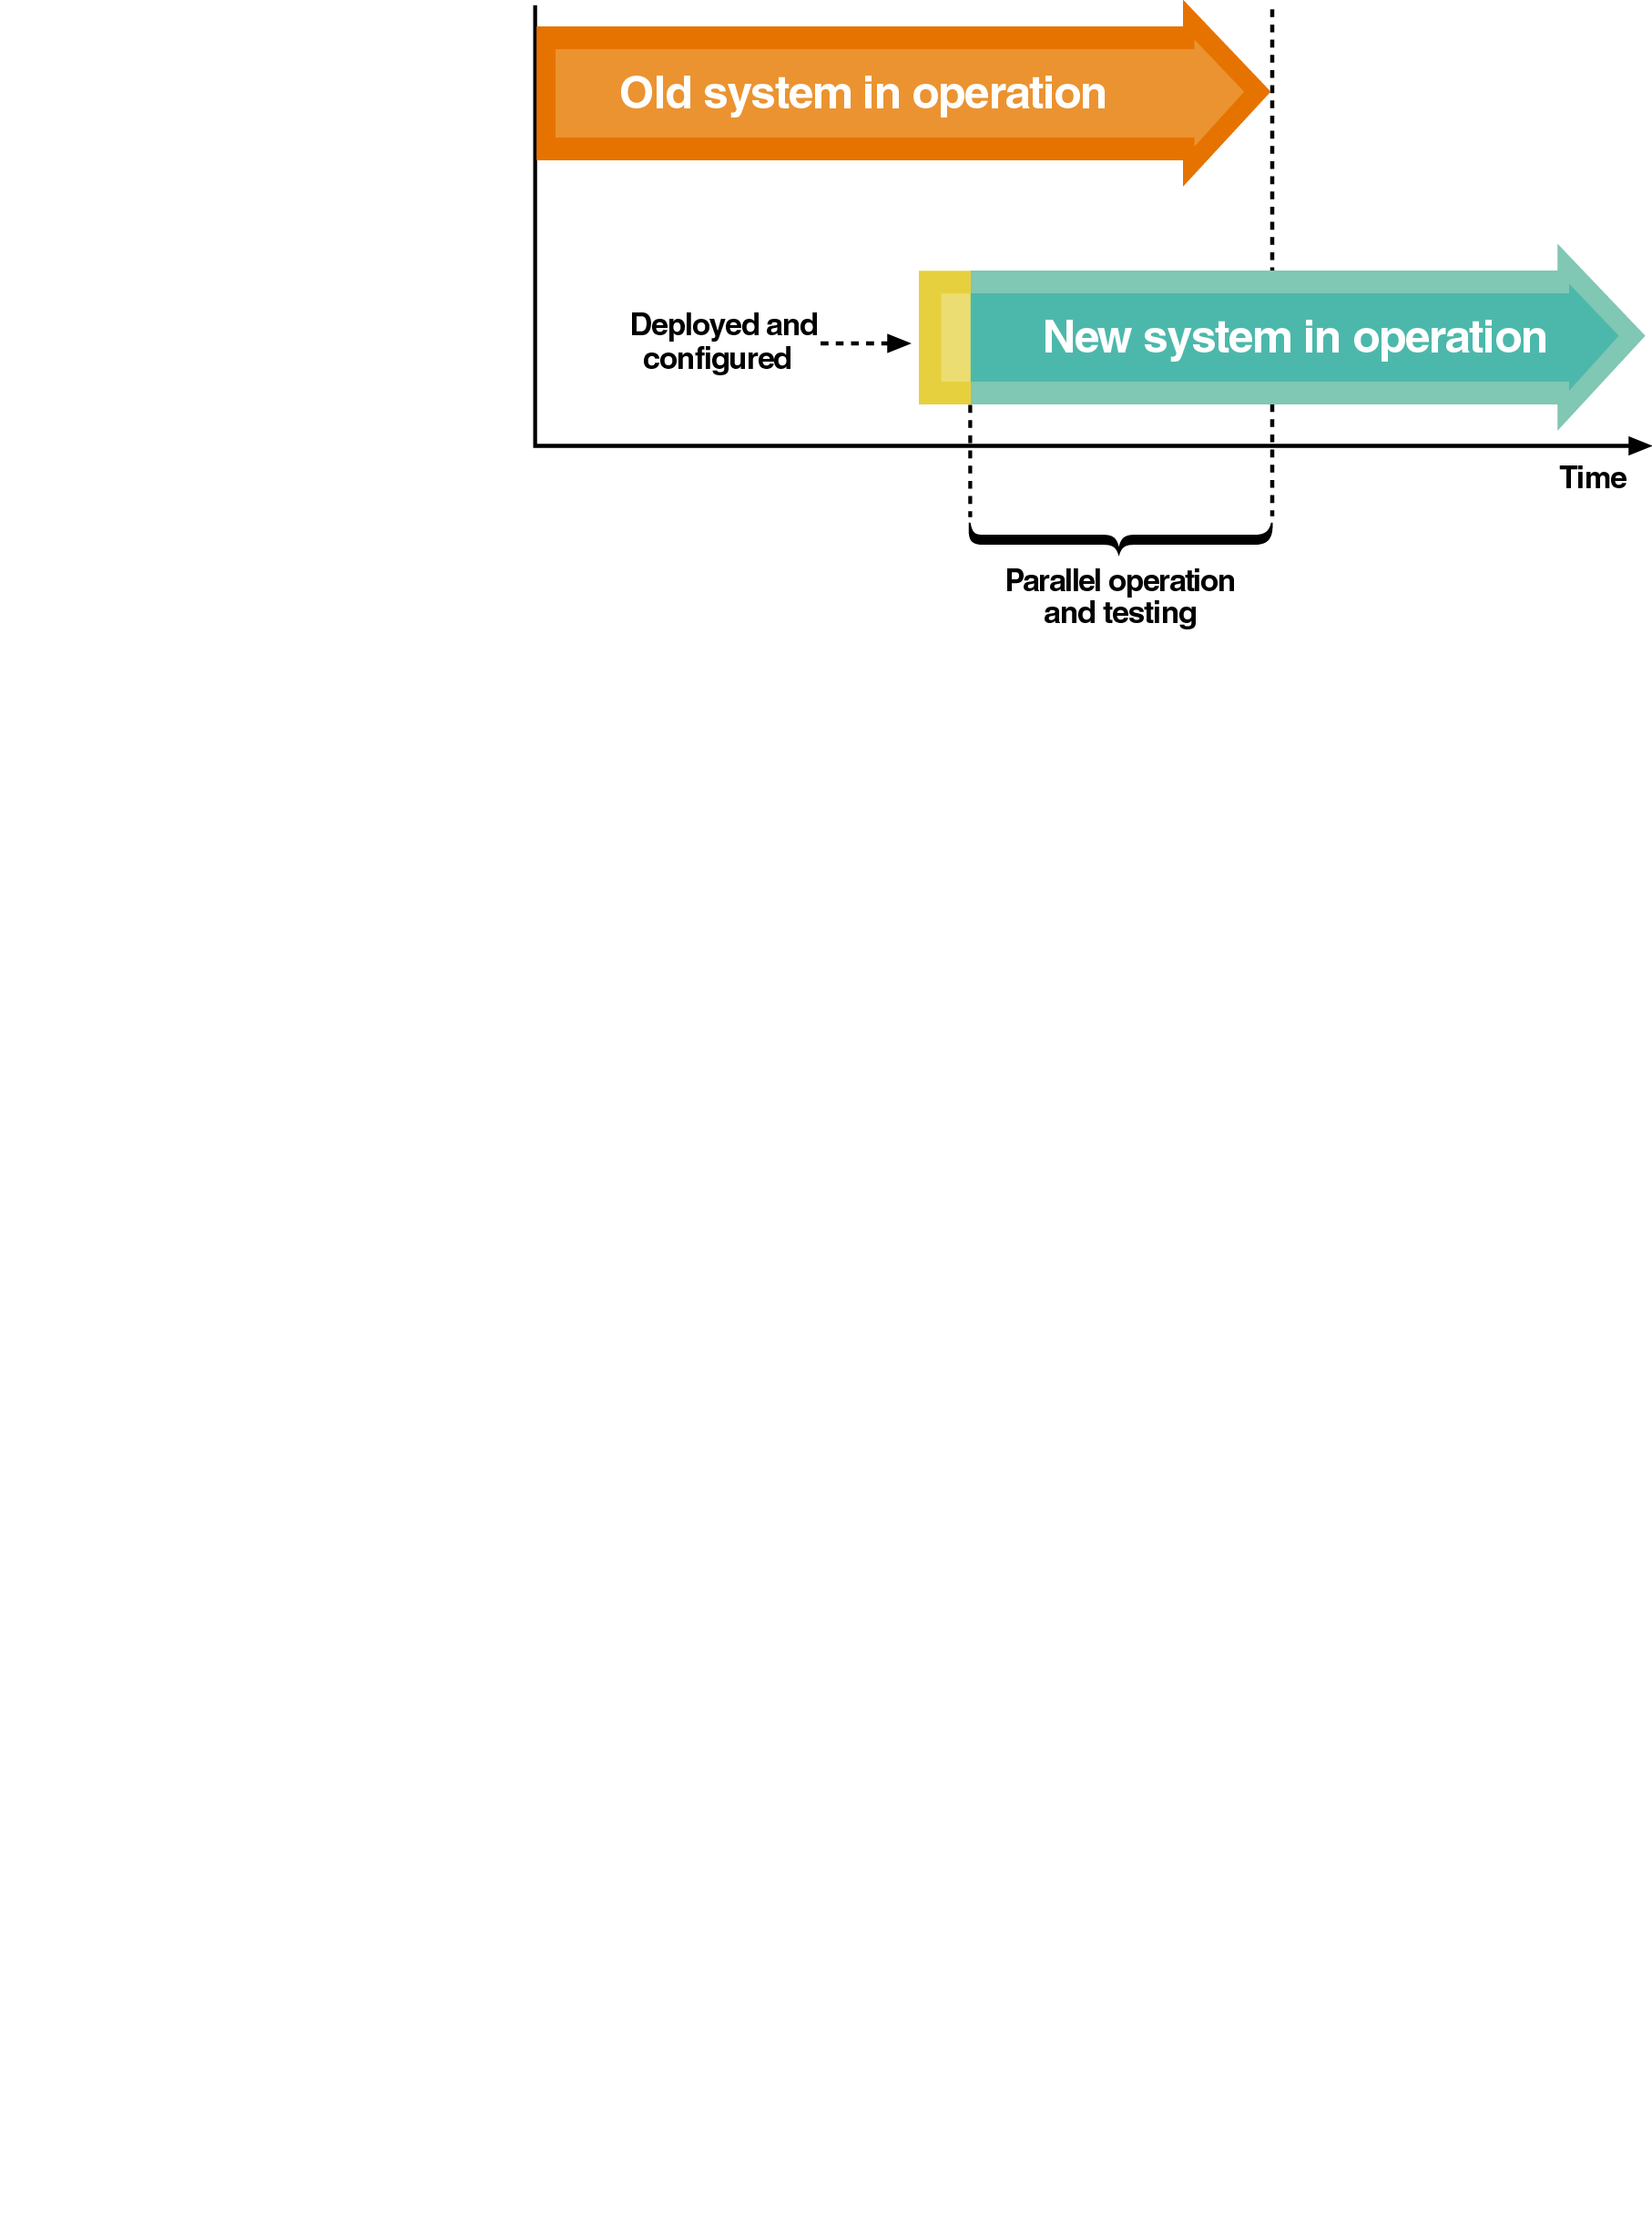 Old system in operation
Deployed and
configured
New system in operation
Time
Parallel operation
and testing